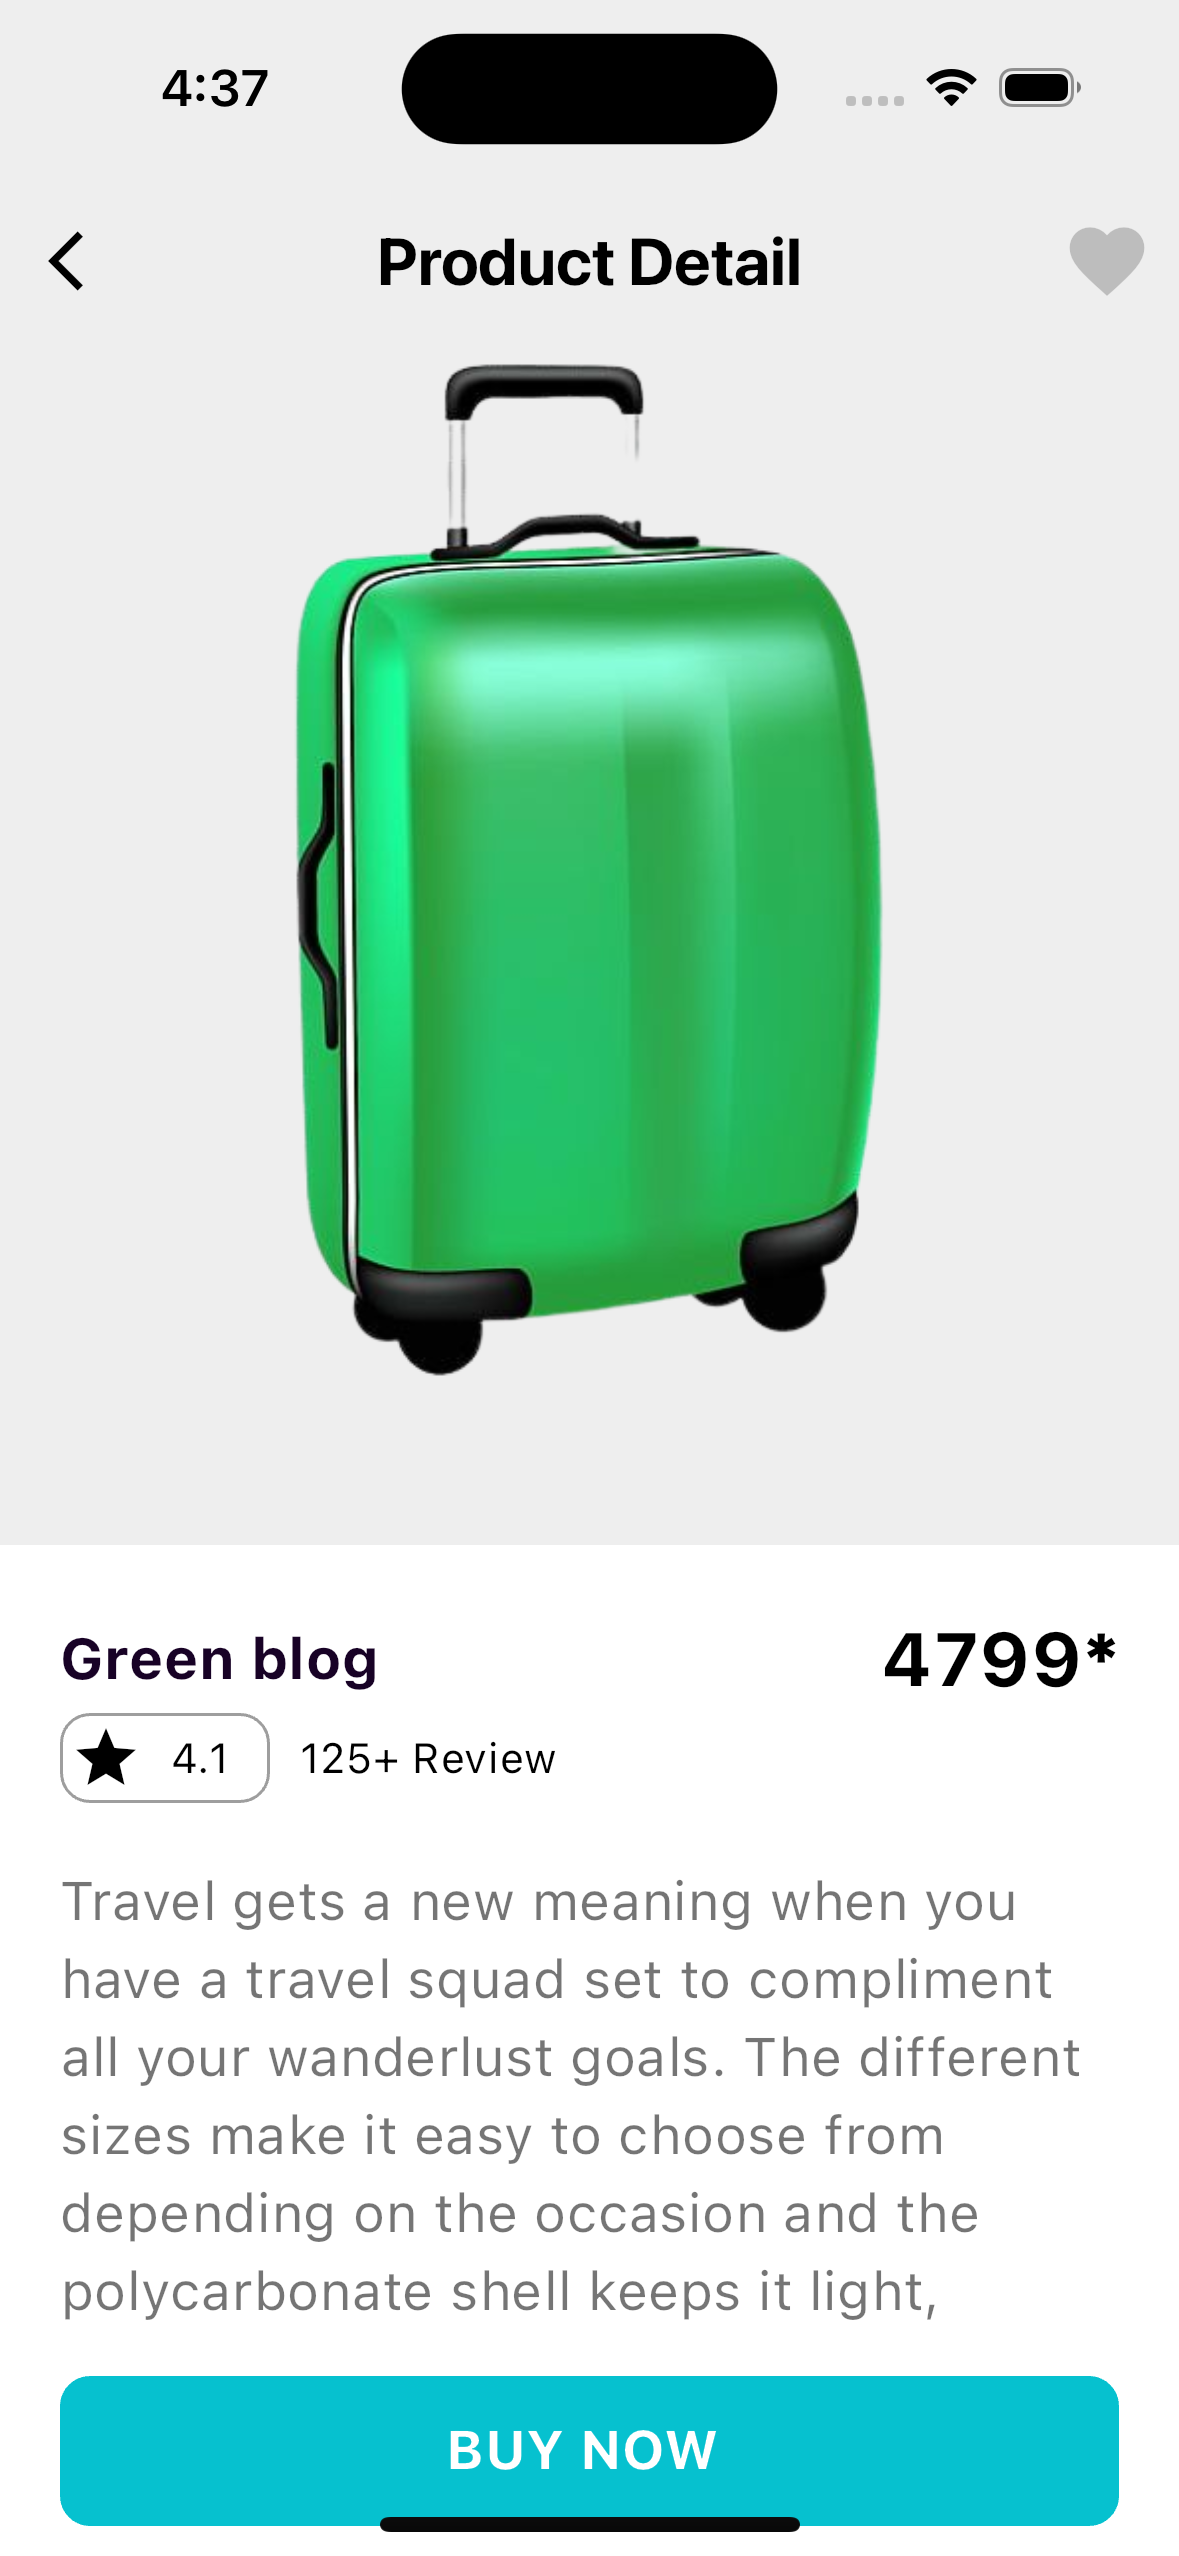 4:37
Product Detail
Green blog
4799*
4.1
125+ Review
Travel gets a new meaning when you
have a travel squad set to compliment
all your wanderlust goals. The different
sizes make it easy to choose from
depending on the occasion and the
polycarbonate shell keeps it light,
BUY NOW